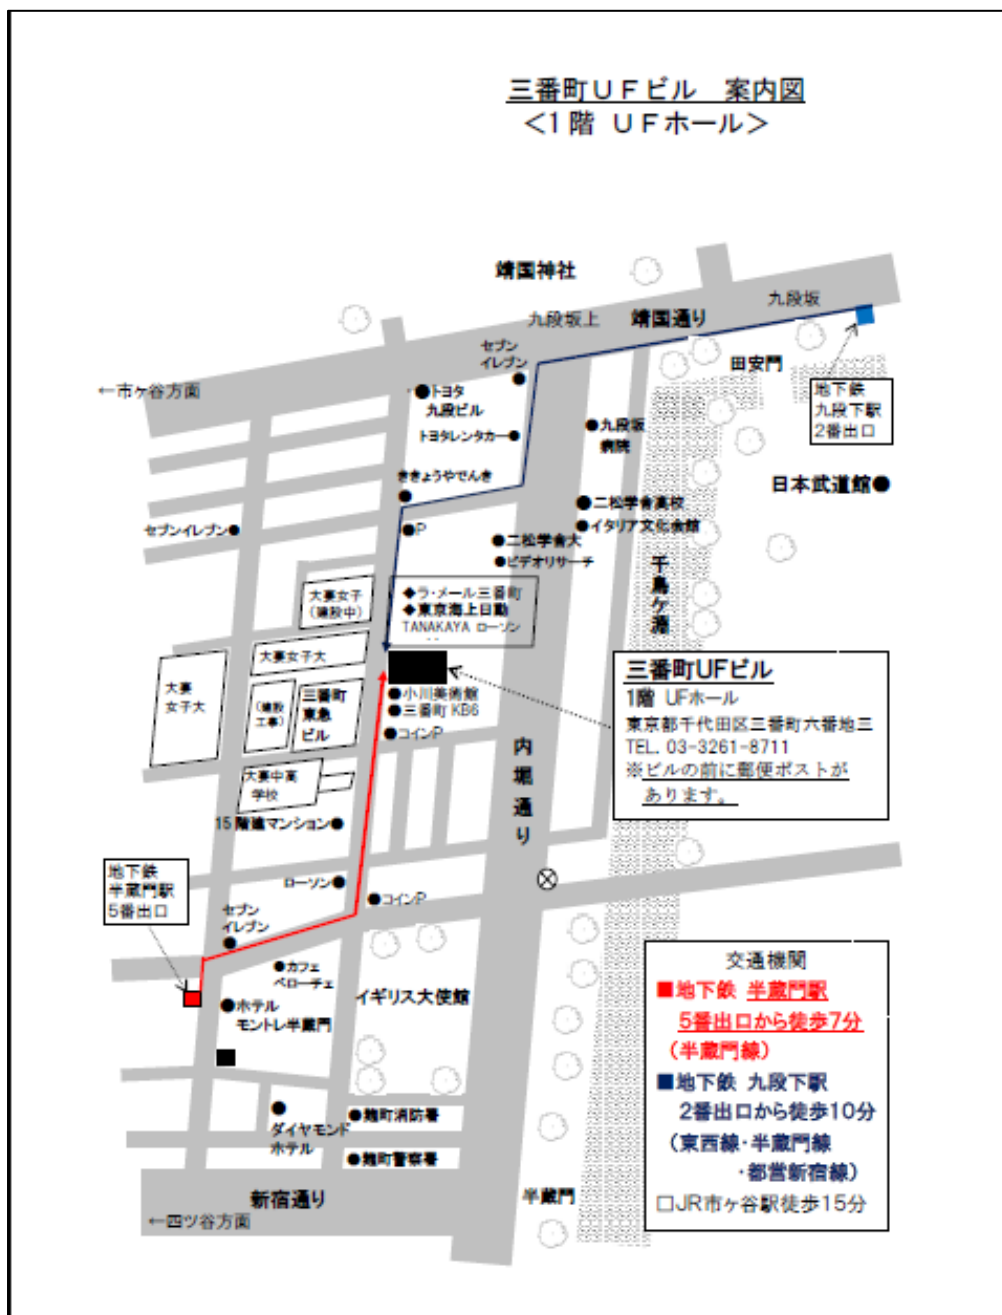 三番町UFビル　案内図
＜1階 UFホール＞
靖国神社
九段坂
九段坂上
靖国通り
セブン
イレブン
田安門
←市ヶ谷方面
●トヨタ
九段ビル
地下鉄
九段下駅
2番出口
トヨタレンタカー●
●九段坂
病院
ききょうやでんき
日本武道館●
●二松学舎高校
セブンイレブン●
●P
●イタリア文化会館
●二松学舎大
●ビデオリサーチ
千鳥ヶ淵
大妻女子
（建設中）
◆ラ・メール三番町
◆東京海上日動
TANAKAYA ローソン
大妻女子大
大妻
女子大
（建設
工事）
三番町
東急
ビル
●小川美術館
●三番町 KB6
●コインP
三番町UFビル
1階 UFホール
東京都千代田区三番町六番地三
TEL. 03-3261-8711
※ビルの前に郵便ポストが
あります。
内堀通り
大妻中高
学校
15階建マンション●
地下鉄
半蔵門駅
5番出口
ローソン●
●コインP
セブン
イレブン
●カフェ
ベローチェ
イギリス大使館
●ホテル
モントレ半蔵門
交通機関
■地下鉄 半蔵門駅
5番出口から徒歩7分
（半蔵門線）
■地下鉄 九段下駅
2番出口から徒歩10分
（東西線・半蔵門線
・都営新宿線）
□JR市ヶ谷駅徒歩15分
ダイヤモンド
ホテル
●麹町消防署
●麹町警察署
新宿通り
半蔵門
←四ツ谷方面